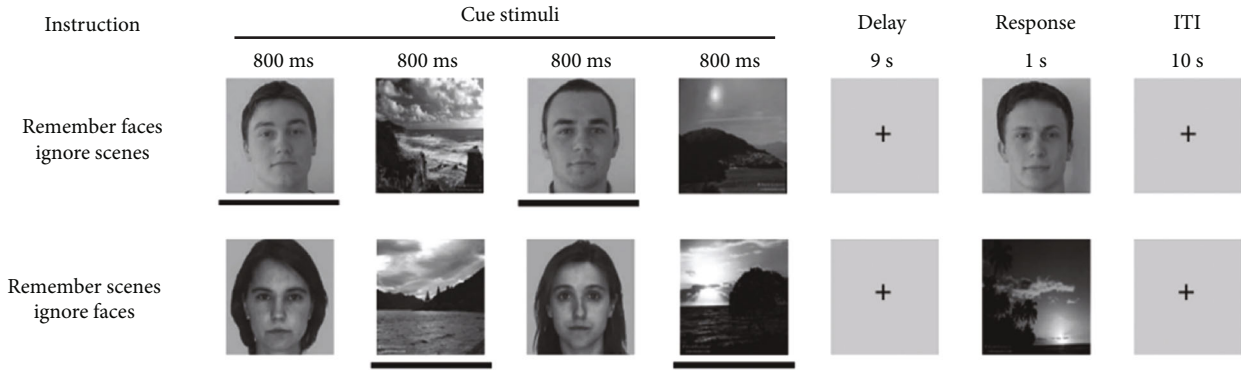 Instruction
Cue stimuli
Delay
Response
ITI
800 ms
800 ms
800 ms
800 ms
9 s
1 s
10 s
Remember faces
ignore scenes
+
+
Remember scenes
ignore faces
+
+